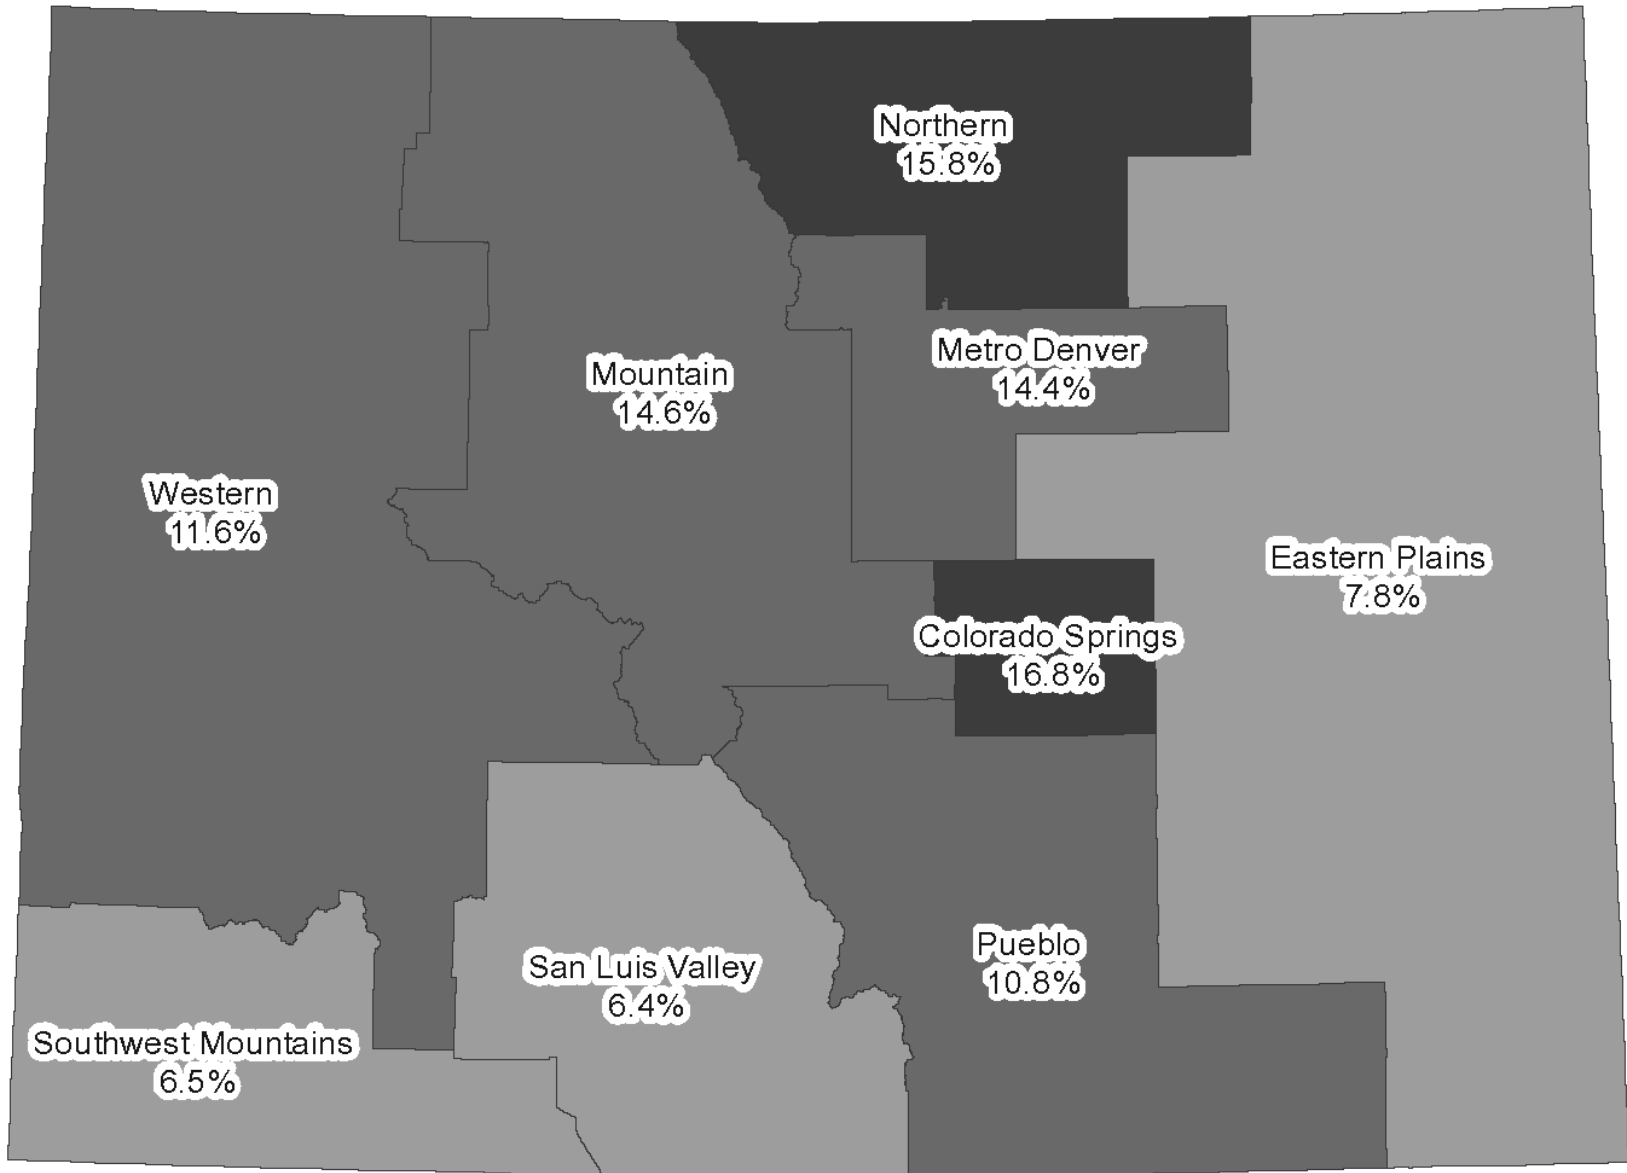 Northern
15.8%
Metro Denver
14.4%
Mountain
14.6%
Western
11.6%
Eastern Plains
7.8%
Colorado Springs
16.8%
Pueblo
10.8%
San Luis Valley
6.4%
Southwest Mountains
6.5%